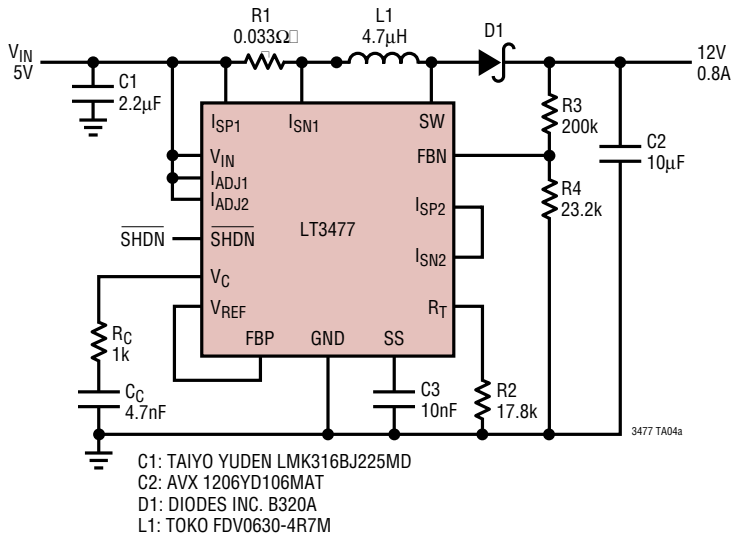 R1
0.033Ω
L1
4.7µH
D1
VIN
5V
12V
0.8A
C1
2.2µF
ISP1
ISN1
SW
R3
200k
VIN
FBN
IADJ1
IADJ2
C2
10µF
R4
23.2k
ISP2
LT3477
SHDN
SHDN
ISN2
VC
VREF
RT
RC
1k
FBP
GND
SS
CC
4.7nF
C3
10nF
R2
17.8k
3477 TA04a
C1: TAIYO YUDEN LMK316BJ225MD
C2: AVX 1206YD106MAT
D1: DIODES INC. B320A
L1: TOKO FDV0630-4R7M